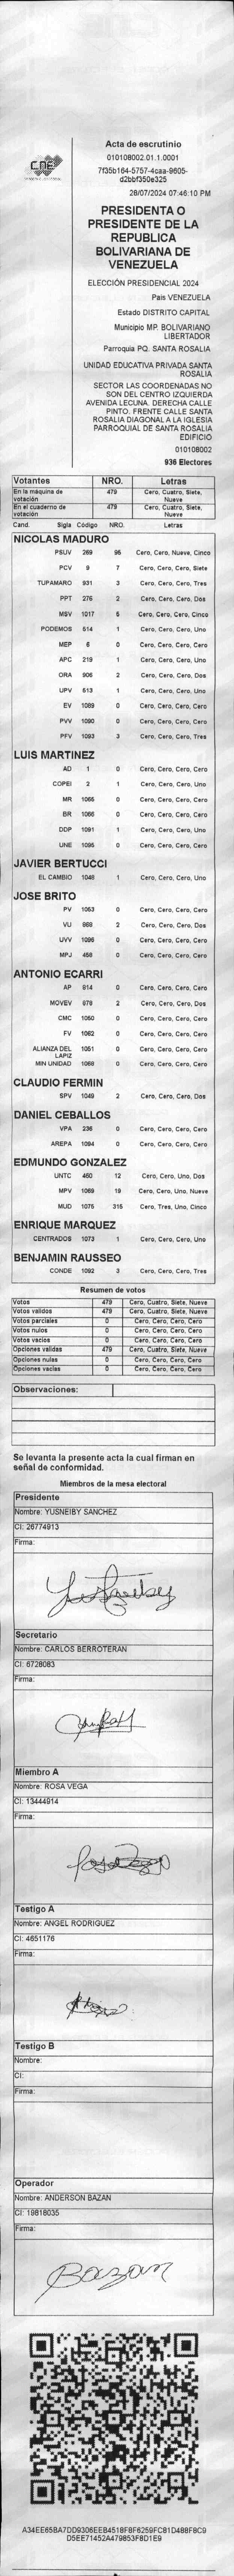 CNE
Acta de escrutinio
010108002.01.1.0001
7f35b164-5757-4caa-9605-
d2bbf350e325
28/07/2024 07:46:10 PM
PRESIDENTA O
PRESIDENTE DE LA
REPUBLICA
BOLIVARIANA DE
VENEZUELA
ELECCIÓN PRESIDENCIAL 2024
Pais VENEZUELA
Estado DISTRITO CAPITAL
Municipio MP. BOLIVARIANO
LIBERTADOR
Parroquia PQ. SANTA ROSALIA
UNIDAD EDUCATIVA PRIVADA SANTA
ROSALIA
SECTOR LAS COORDENADAS NO
SON DEL CENTRO IZQUIERDA
AVENIDA LECUNA. DERECHA CALLE
PINTO. FRENTE CALLE SANTA
ROSALIA DIAGONAL A LA IGLESIA
PARROQUIAL DE SANTA ROSALIA
EDIFICIO
010108002
936 Electores
Votantes NRO. Letras
En la máquina de votación 479 Cero, Cuatro, Siete, Nueve
En el cuaderno de votación 479 Cero, Cuatro, Siete, Nueve
Cand. Sigla Código NRO. Letras
NICOLAS MADURO
PSUV 269 95 Cero, Cero, Nueve, Cinco
PCV 9 7 Cero, Cero, Cero, Siete
TUPAMARO 931 3 Cero, Cero, Cero, Tres
PPT 276 2 Cero, Cero, Cero, Dos
MSV 1017 5 Cero, Cero, Cero, Cinco
PODEMOS 514 1 Cero, Cero, Cero, Uno
MEP 6 0 Cero, Cero, Cero, Cero
APC 219 1 Cero, Cero, Cero, Uno
ORA 906 2 Cero, Cero, Cero, Dos
UPV 513 1 Cero, Cero, Cero, Uno
EV 1089 0 Cero, Cero, Cero, Cero
PVV 1090 0 Cero, Cero, Cero, Cero
PFV 1093 3 Cero, Cero, Cero, Tres
LUIS MARTINEZ
AD 1 0 Cero, Cero, Cero, Cero
COPEI 2 1 Cero, Cero, Cero, Uno
MR 1065 0 Cero, Cero, Cero, Cero
BR 1066 0 Cero, Cero, Cero, Cero
DDP 1091 1 Cero, Cero, Cero, Uno
UNE 1095 0 Cero, Cero, Cero, Cero
JAVIER BERTUCCI
EL CAMBIO 1046 1 Cero, Cero, Cero, Uno
JOSE BRITO
PV 1053 0 Cero, Cero, Cero, Cero
VU 869 2 Cero, Cero, Cero, Dos
UVV 1096 0 Cero, Cero, Cero, Cero
MPJ 458 0 Cero, Cero, Cero, Cero
ANTONIO ECARRI
AP 914 0 Cero, Cero, Cero, Cero
MOVEV 978 2 Cero, Cero, Cero, Dos
CMC 1050 0 Cero, Cero, Cero, Cero
FV 1062 0 Cero, Cero, Cero, Cero
ALIANZA DEL LAPIZ 1051 0 Cero, Cero, Cero, Cero
MIN UNIDAD 1068 0 Cero, Cero, Cero, Cero
CLAUDIO FERMIN
SPV 1049 2 Cero, Cero, Cero, Dos
DANIEL CEBALLOS
VPA 236 0 Cero, Cero, Cero, Cero
AREPA 1094 0 Cero, Cero, Cero, Cero
EDMUNDO GONZALEZ
UNTC 450 12 Cero, Cero, Uno, Dos
MPV 1069 19 Cero, Cero, Uno, Nueve
MUD 1075 315 Cero, Tres, Uno, Cinco
ENRIQUE MARQUEZ
CENTRADOS 1073 1 Cero, Cero, Cero, Uno
BENJAMIN RAUSSEO
CONDE 1092 3 Cero, Cero, Cero, Tres
Resumen de votos
Votos 479 Cero, Cuatro, Siete, Nueve
Votos validos 479 Cero, Cuatro, Siete, Nueve
Votos parciales 0 Cero, Cero, Cero, Cero
Votos nulos 0 Cero, Cero, Cero, Cero
Votos vacios 0 Cero, Cero, Cero, Cero
Opciones validas 479 Cero, Cuatro, Siete, Nueve
Opciones nulas 0 Cero, Cero, Cero, Cero
Opciones vacias 0 Cero, Cero, Cero, Cero
Observaciones:
Se levanta la presente acta la cual firman en
señal de conformidad.
Miembros de la mesa electoral
Presidente
Nombre: YUSNEIBY SANCHEZ
CI: 26774913
Firma:
Secretario
Nombre: CARLOS BERROTERAN
CI: 6728083
Firma:
Miembro A
Nombre: ROSA VEGA
CI: 13444914
Firma:
Testigo A
Nombre: ANGEL RODRIGUEZ
CI: 4651176
Firma:
Testigo B
Nombre:
CI:
Firma:
Operador
Nombre: ANDERSON BAZAN
CI: 19818035
Firma:
Bazan
A34EE65BA7DD9306EEB4518F8F6259FC81D488F8C9
D5EE71452A479853F8D1E9